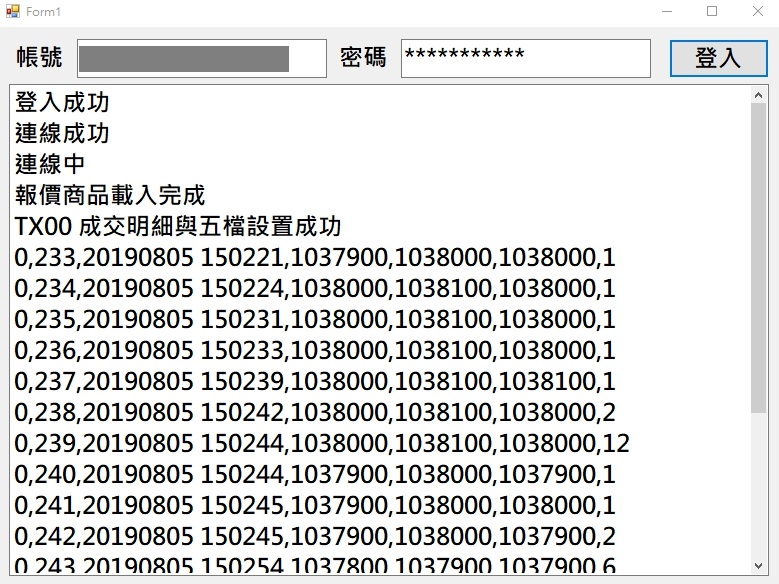 Form1
帳號 密碼 *********** 登入
登入成功
連線成功
連線中
報價商品載入完成
TX00 成交明細與五檔設置成功
0,233,20190805 150221,1037900,1038000,1038000,1
0,234,20190805 150224,1038000,1038100,1038000,1
0,235,20190805 150231,1038000,1038100,1038000,1
0,236,20190805 150233,1038000,1038100,1038000,1
0,237,20190805 150239,1038000,1038100,1038100,1
0,238,20190805 150242,1038000,1038100,1038000,2
0,239,20190805 150244,1038000,1038100,1038000,12
0,240,20190805 150244,1037900,1038000,1037900,1
0,241,20190805 150245,1037900,1038000,1038000,1
0,242,20190805 150245,1037900,1038000,1037900,2
0,243,20190805 150254,1037800,1037900,1037900,6